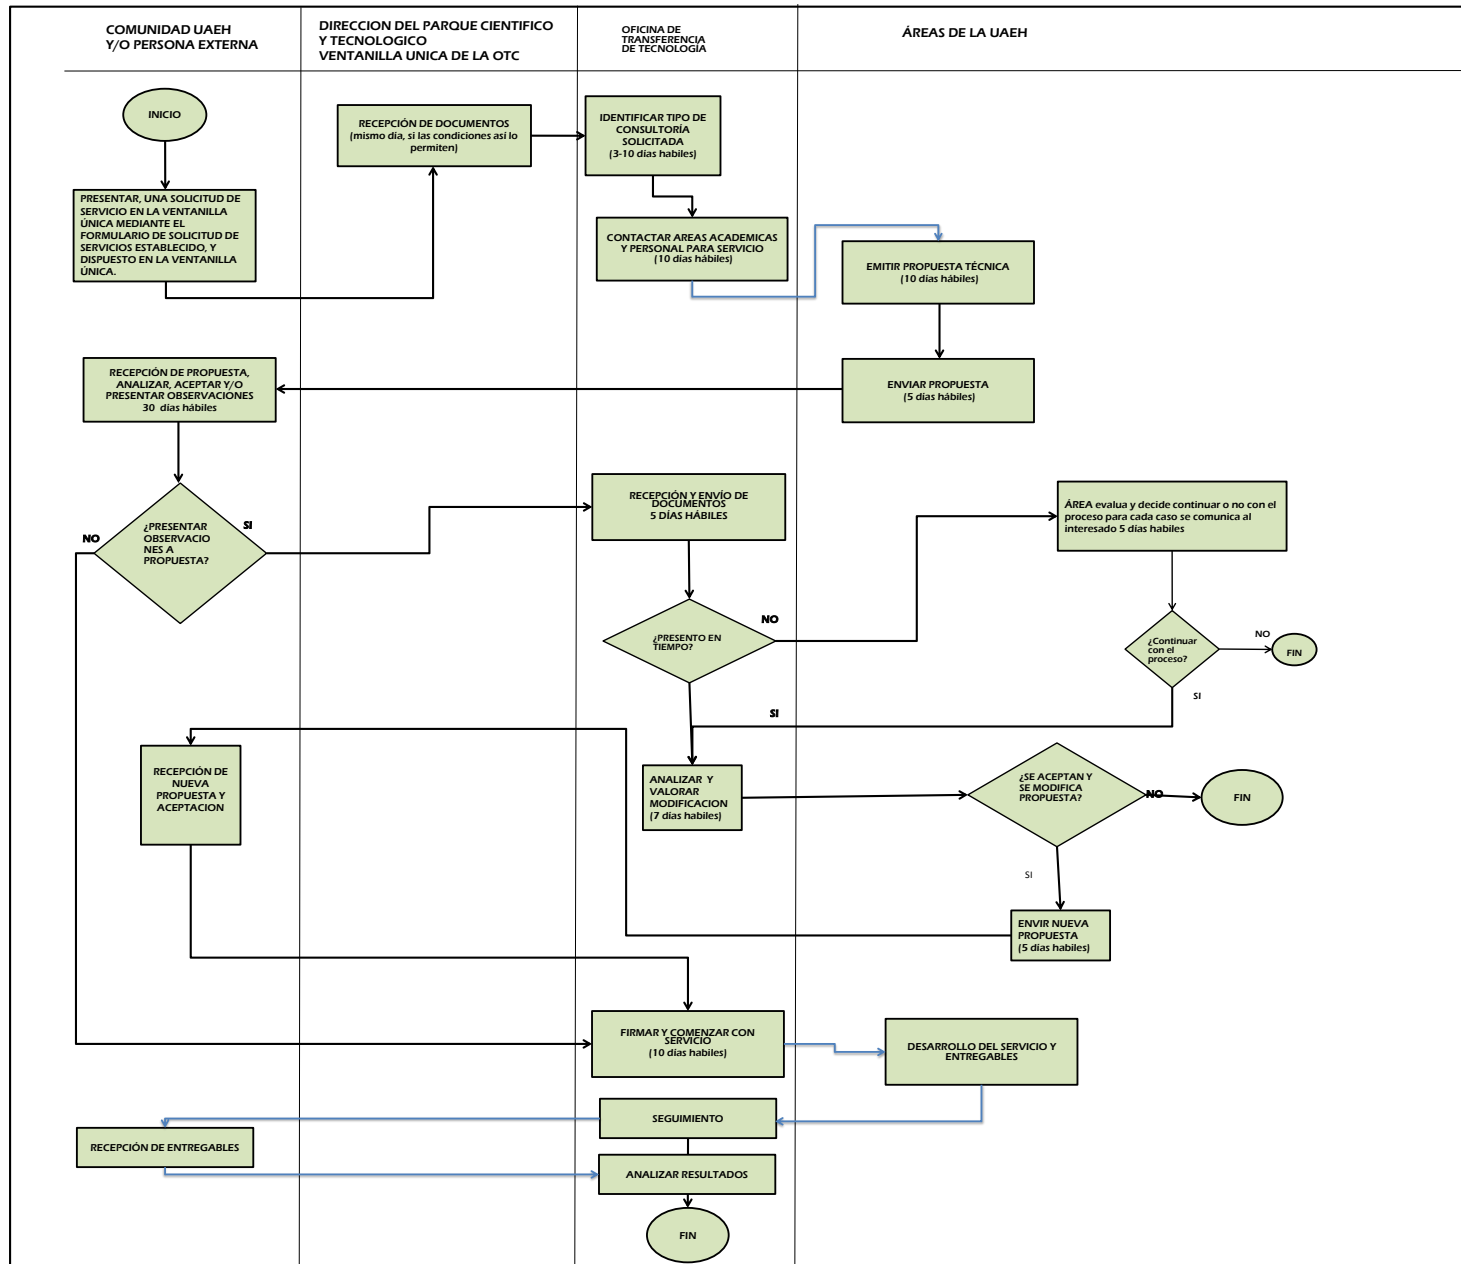 COMUNIDAD UAEH
Y/O PERSONA EXTERNA
DIRECCION DEL PARQUE CIENTIFICO
Y TECNOLOGICO
VENTANILLA UNICA DE LA OTC
OFICINA DE
TRANSFERENCIA
DE TECNOLOGÍA
ÁREAS DE LA UAEH
INICIO
RECEPCIÓN DE DOCUMENTOS
(mismo día, si las condiciones así lo
permiten)
IDENTIFICAR TIPO DE
CONSULTORÍA
SOLICITADA
(3-10 días habiles)
PRESENTAR, UNA SOLICITUD DE
SERVICIO EN LA VENTANILLA
ÚNICA MEDIANTE EL
FORMULARIO DE SOLICITUD DE
SERVICIOS ESTABLECIDO, Y
DISPUESTO EN LA VENTANILLA
ÚNICA.
CONTACTAR AREAS ACADEMICAS
Y PERSONAL PARA SERVICIO
(10 días hábiles)
EMITIR PROPUESTA TÉCNICA
(10 días hábiles)
RECEPCIÓN DE PROPUESTA,
ANALIZAR, ACEPTAR Y/O
PRESENTAR OBSERVACIONES
30 días hábiles
ENVIAR PROPUESTA
(5 días hábiles)
NO
¿PRESENTAR
OBSERVACIO
NES A
PROPUESTA?
SI
RECEPCIÓN Y ENVÍO DE
DOCUMENTOS
5 DÍAS HÁBILES
ÁREA evalua y decide continuar o no con el
proceso para cada caso se comunica al
interesado 5 días habiles
¿PRESENTO EN
TIEMPO?
NO
¿Continuar
con el
proceso?
NO
FIN
SI
SI
RECEPCIÓN DE
NUEVA
PROPUESTA Y
ACEPTACION
ANALIZAR Y
VALORAR
MODIFICACION
(7 días habiles)
¿SE ACEPTAN Y
SE MODIFICA
PROPUESTA?
NO
FIN
SI
ENVIR NUEVA
PROPUESTA
(5 días habiles)
FIRMAR Y COMENZAR CON
SERVICIO
(10 días habiles)
DESARROLLO DEL SERVICIO Y
ENTREGABLES
SEGUIMIENTO
RECEPCIÓN DE ENTREGABLES
ANALIZAR RESULTADOS
FIN